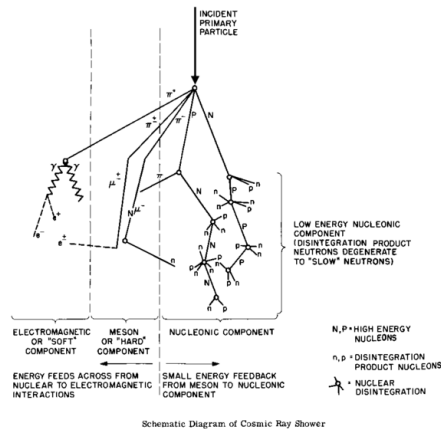 INCIDENT
PRIMARY
PARTICLE
π⁺
π±
π⁻
P
N
γ
γ
μ±
π
N
n
P
n
n
p
n
p
n
p
P
e⁺
e⁻
e±
N
μ⁻
n
N
n
p
LOW ENERGY NUCLEONIC
COMPONENT
(DISINTEGRATION PRODUCT
NEUTRONS DEGENERATE
TO "SLOW" NEUTRONS)
ELECTROMAGNETIC
OR "SOFT"
COMPONENT
MESON
OR "HARD"
COMPONENT
NUCLEONIC COMPONENT
N,P = HIGH ENERGY
NUCLEONS
n,p = DISINTEGRATION
PRODUCT NUCLEONS
= NUCLEAR
DISINTEGRATION
ENERGY FEEDS ACROSS FROM
NUCLEAR TO ELECTROMAGNETIC
INTERACTIONS
SMALL ENERGY FEEDBACK
FROM MESON TO NUCLEONIC
COMPONENT
Schematic Diagram of Cosmic Ray Shower